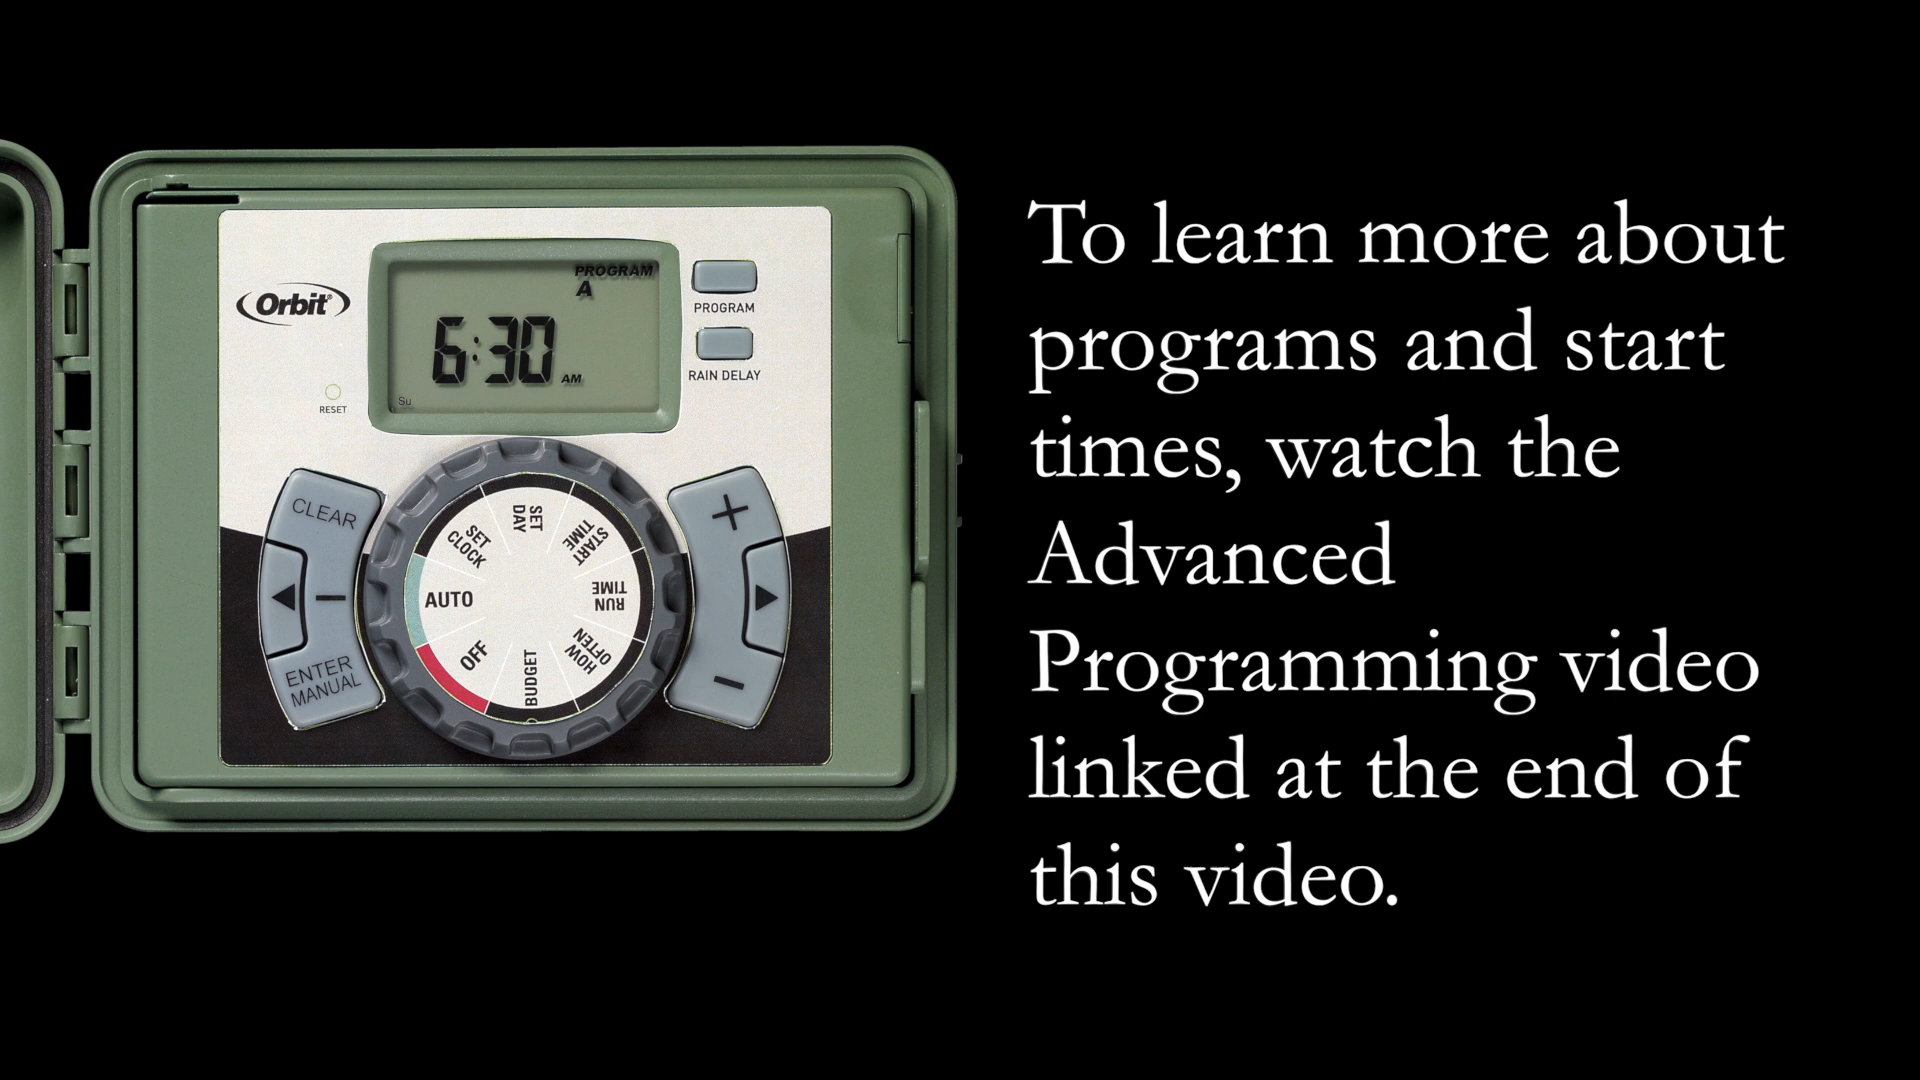 Orbit®
PROGRAM
A
6:30 AM
Su
PROGRAM
RAIN DELAY
RESET
CLEAR
–
ENTER
MANUAL
SET
CLOCK
SET
DAY
START
TIME
RUN
TIME
HOW
OFTEN
BUDGET
OFF
AUTO
+
–
To learn more about
programs and start
times, watch the
Advanced
Programming video
linked at the end of
this video.